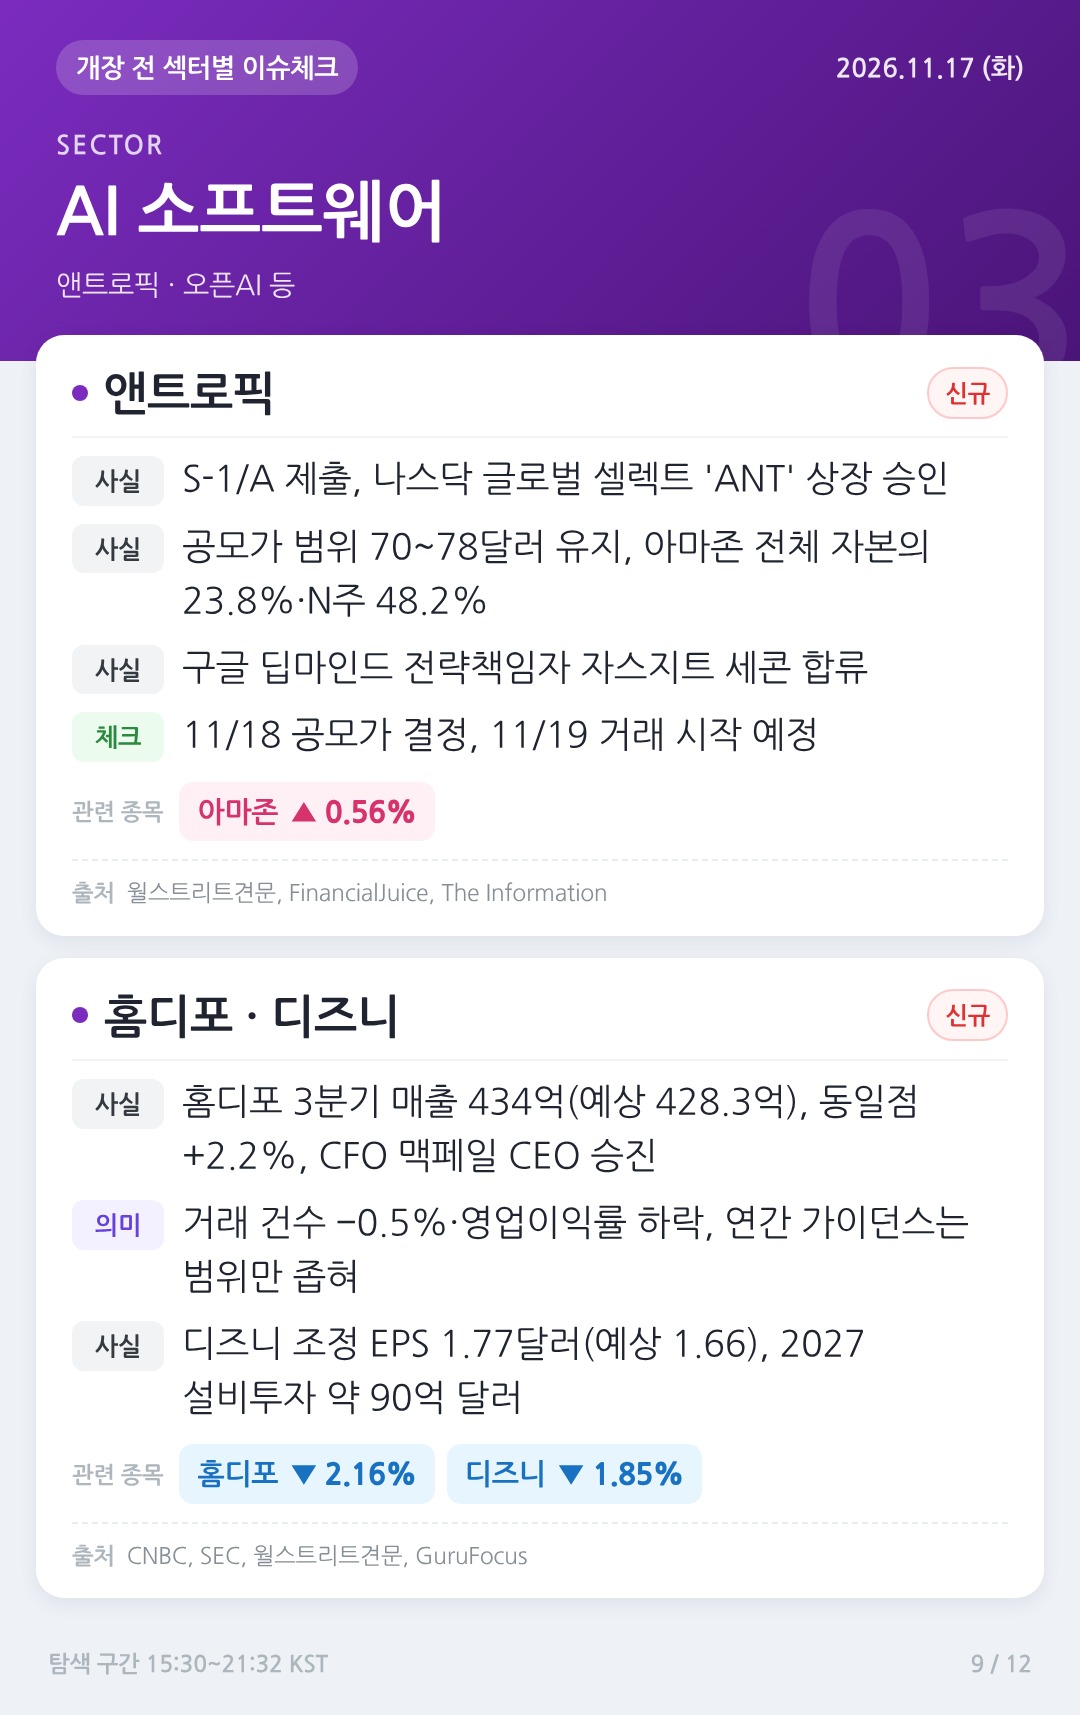 개장 전 섹터별 이슈체크
2026.11.17 (화)
SECTOR
AI 소프트웨어
앤트로픽 · 오픈AI 등
03
앤트로픽
신규
사실 S-1/A 제출, 나스닥 글로벌 셀렉트 'ANT' 상장 승인
사실 공모가 범위 70~78달러 유지, 아마존 전체 자본의
23.8%·N주 48.2%
사실 구글 딥마인드 전략책임자 자스지트 세콘 합류
체크 11/18 공모가 결정, 11/19 거래 시작 예정
관련 종목 아마존 ▲ 0.56%
출처 월스트리트견문, FinancialJuice, The Information
홈디포 · 디즈니
신규
사실 홈디포 3분기 매출 434억(예상 428.3억), 동일점
+2.2%, CFO 맥페일 CEO 승진
의미 거래 건수 −0.5%·영업이익률 하락, 연간 가이던스는
범위만 좁혀
사실 디즈니 조정 EPS 1.77달러(예상 1.66), 2027
설비투자 약 90억 달러
관련 종목 홈디포 ▼ 2.16% 디즈니 ▼ 1.85%
출처 CNBC, SEC, 월스트리트견문, GuruFocus
탐색 구간 15:30~21:32 KST
9 / 12